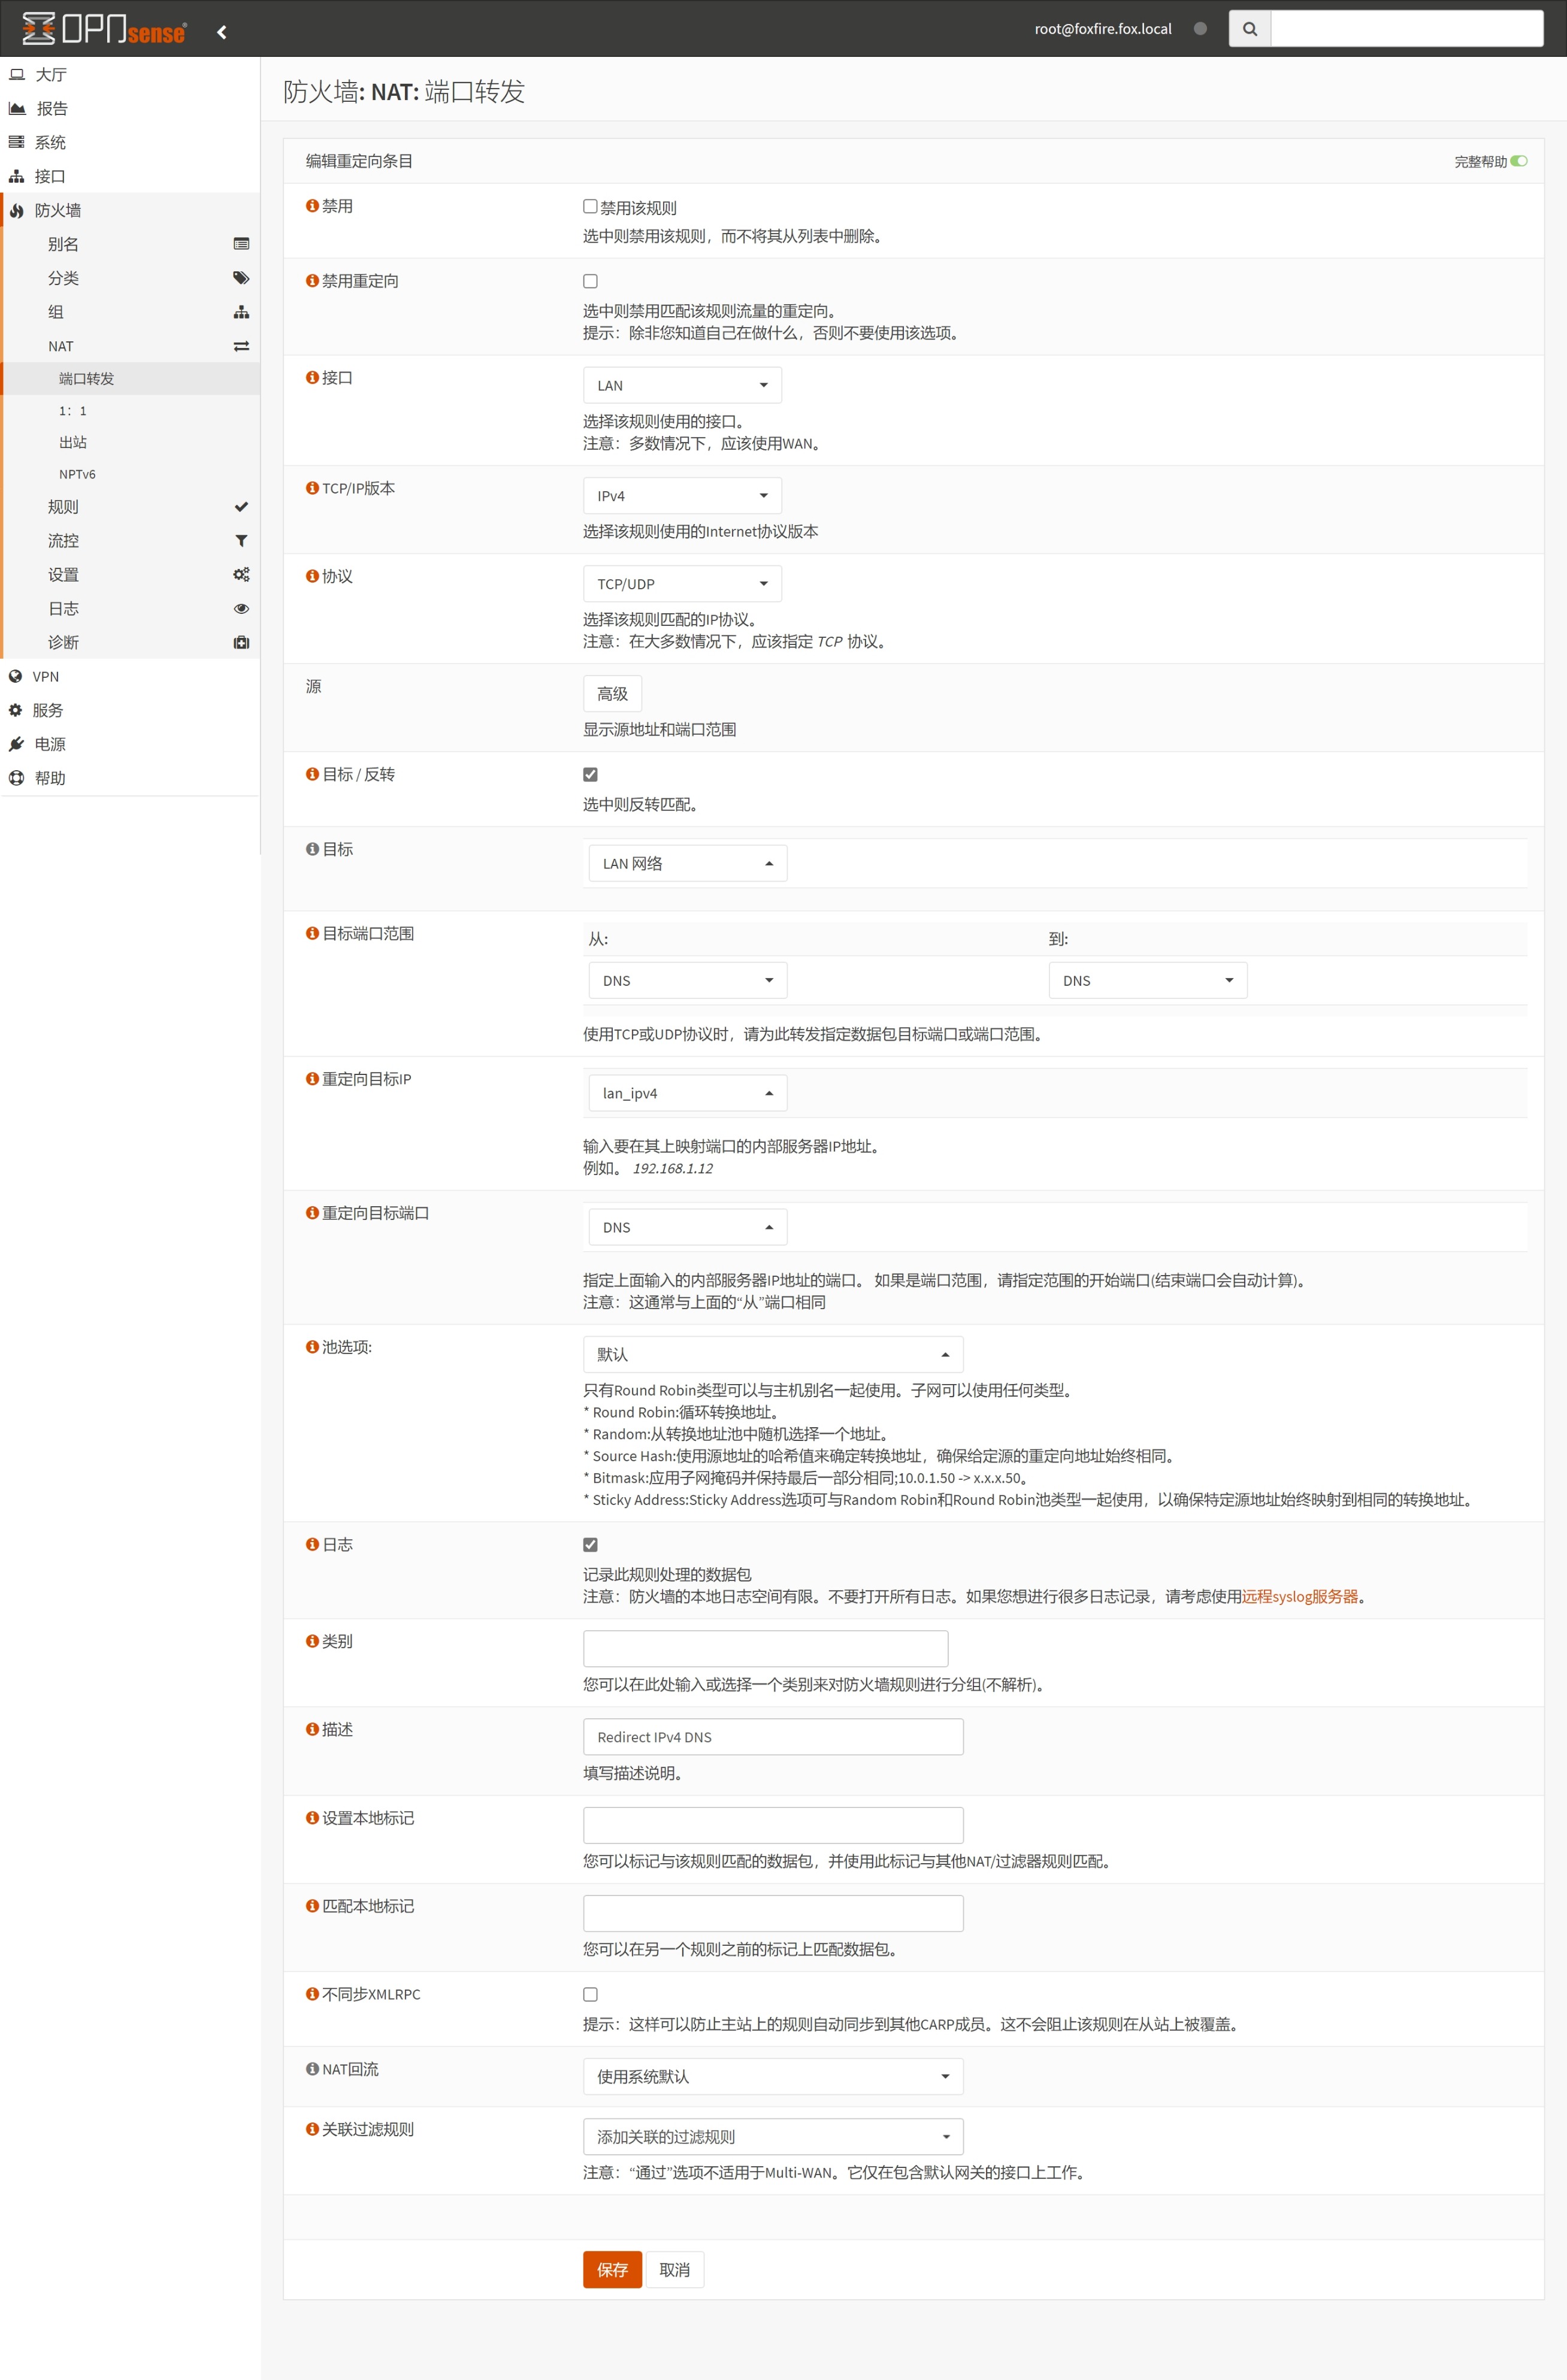 OPNsense
root@foxfire.fox.local
大厅
报告
系统
接口
防火墙
别名
分类
组
NAT
端口转发
1：1
出站
NPTv6
规则
流控
设置
日志
诊断
VPN
服务
电源
帮助
防火墙: NAT: 端口转发
编辑重定向条目
完整帮助
禁用
禁用该规则
选中则禁用该规则，而不将其从列表中删除。
禁用重定向
选中则禁用匹配该规则流量的重定向。
提示：除非您知道自己在做什么，否则不要使用该选项。
接口
LAN
选择该规则使用的接口。
注意：多数情况下，应该使用WAN。
TCP/IP版本
IPv4
选择该规则使用的Internet协议版本
协议
TCP/UDP
选择该规则匹配的IP协议。
注意：在大多数情况下，应该指定 TCP 协议。
源
高级
显示源地址和端口范围
目标 / 反转
选中则反转匹配。
目标
LAN 网络
目标端口范围
从:
到:
DNS
DNS
使用TCP或UDP协议时，请为此转发指定数据包目标端口或端口范围。
重定向目标IP
lan_ipv4
输入要在其上映射端口的内部服务器IP地址。
例如。 192.168.1.12
重定向目标端口
DNS
指定上面输入的内部服务器IP地址的端口。 如果是端口范围，请指定范围的开始端口(结束端口会自动计算)。
注意：这通常与上面的“从”端口相同
池选项:
默认
只有Round Robin类型可以与主机别名一起使用。子网可以使用任何类型。
* Round Robin:循环转换地址。
* Random:从转换地址池中随机选择一个地址。
* Source Hash:使用源地址的哈希值来确定转换地址，确保给定源的重定向地址始终相同。
* Bitmask:应用子网掩码并保持最后一部分相同;10.0.1.50 -> x.x.x.50。
* Sticky Address:Sticky Address选项可与Random Robin和Round Robin池类型一起使用，以确保特定源地址始终映射到相同的转换地址。
日志
记录此规则处理的数据包
注意：防火墙的本地日志空间有限。不要打开所有日志。如果您想进行很多日志记录，请考虑使用远程syslog服务器。
类别
您可以在此处输入或选择一个类别来对防火墙规则进行分组(不解析)。
描述
Redirect IPv4 DNS
填写描述说明。
设置本地标记
您可以标记与该规则匹配的数据包，并使用此标记与其他NAT/过滤器规则匹配。
匹配本地标记
您可以在另一个规则之前的标记上匹配数据包。
不同步XMLRPC
提示：这样可以防止主站上的规则自动同步到其他CARP成员。这不会阻止该规则在从站上被覆盖。
NAT回流
使用系统默认
关联过滤规则
添加关联的过滤规则
注意：“通过”选项不适用于Multi-WAN。它仅在包含默认网关的接口上工作。
保存
取消